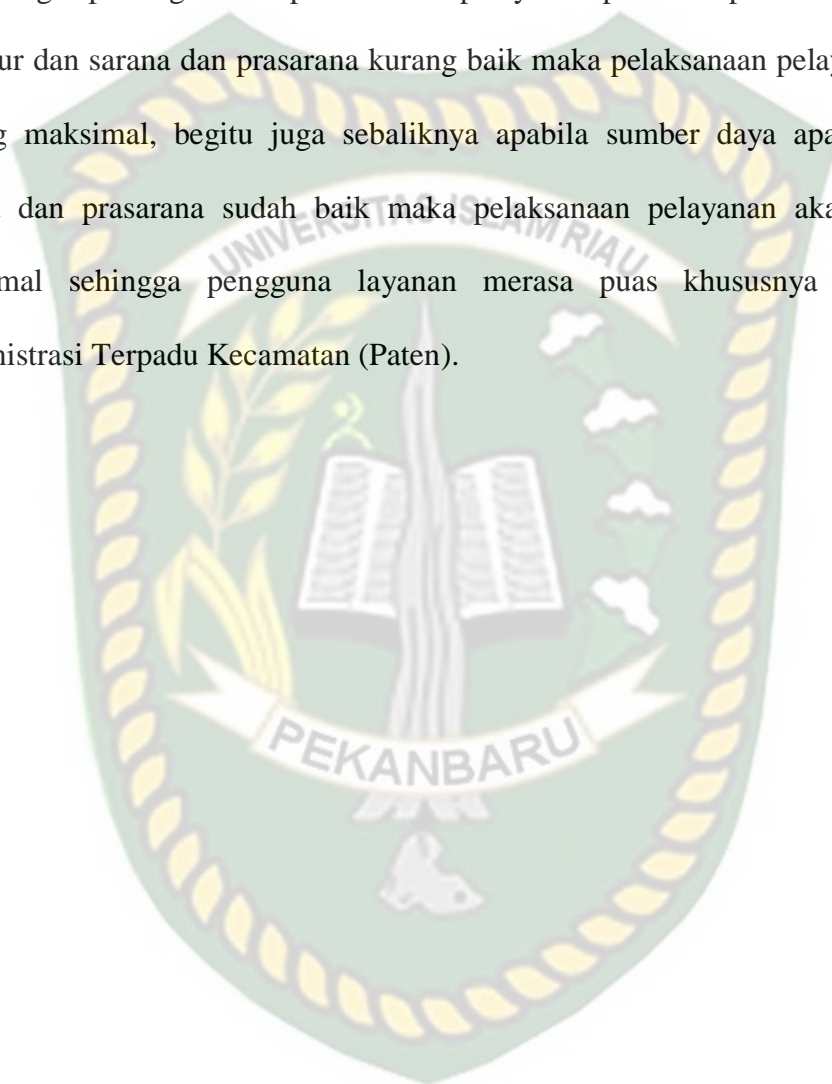 ur dan sarana dan prasarana kurang baik maka pelaksanaan pelay
g maksimal, begitu juga sebaliknya apabila sumber daya apa
dan prasarana sudah baik maka pelaksanaan pelayanan aka
mal sehingga pengguna layanan merasa puas khususnya
nistrasi Terpadu Kecamatan (Paten).
UNIVERSITAS ISLAM RIAU
PEKANBARU